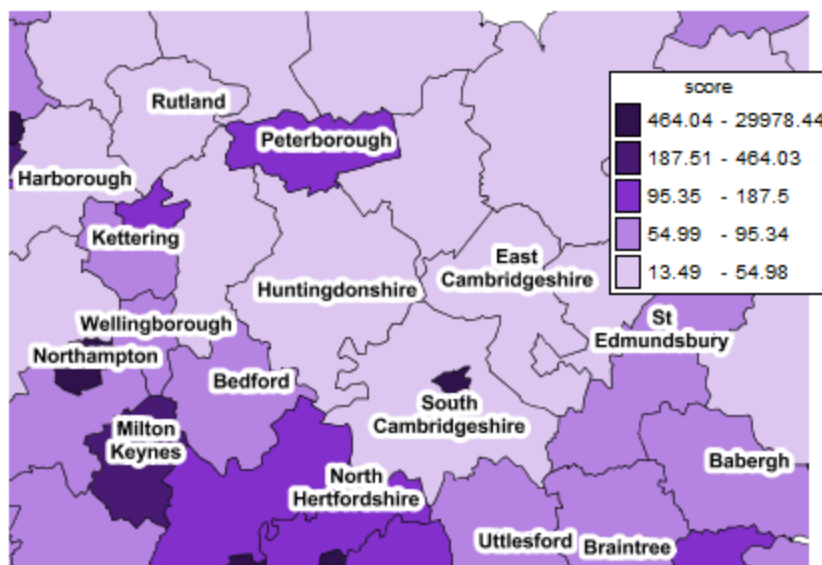 score
464.04 - 29978.44
187.51 - 464.03
95.35 - 187.5
54.99 - 95.34
13.49 - 54.98
Rutland
Peterborough
Harborough
Kettering
East
Cambridgeshire
Huntingdonshire
Wellingborough
St
Edmundsbury
Northampton
Bedford
South
Cambridgeshire
Milton
Keynes
Babergh
North
Hertfordshire
Uttlesford
Braintree